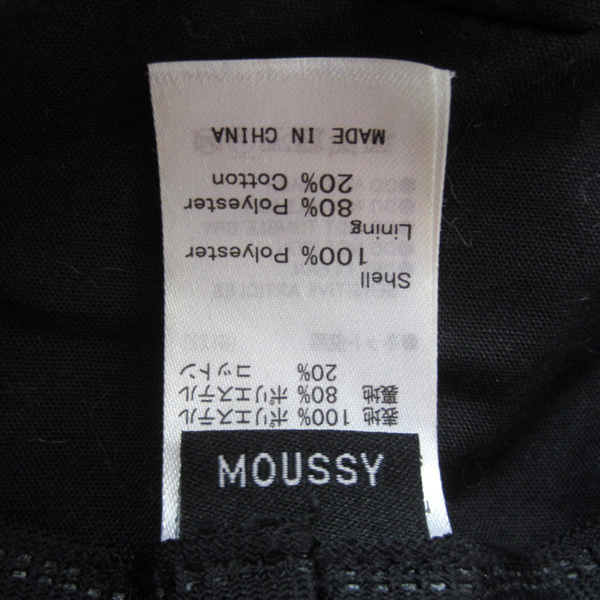 MOUSSY
表地 100% ポリエステル
裏地 80% ポリエステル
20% コットン
Shell
100% Polyester
Lining
80% Polyester
20% Cotton
MADE IN CHINA